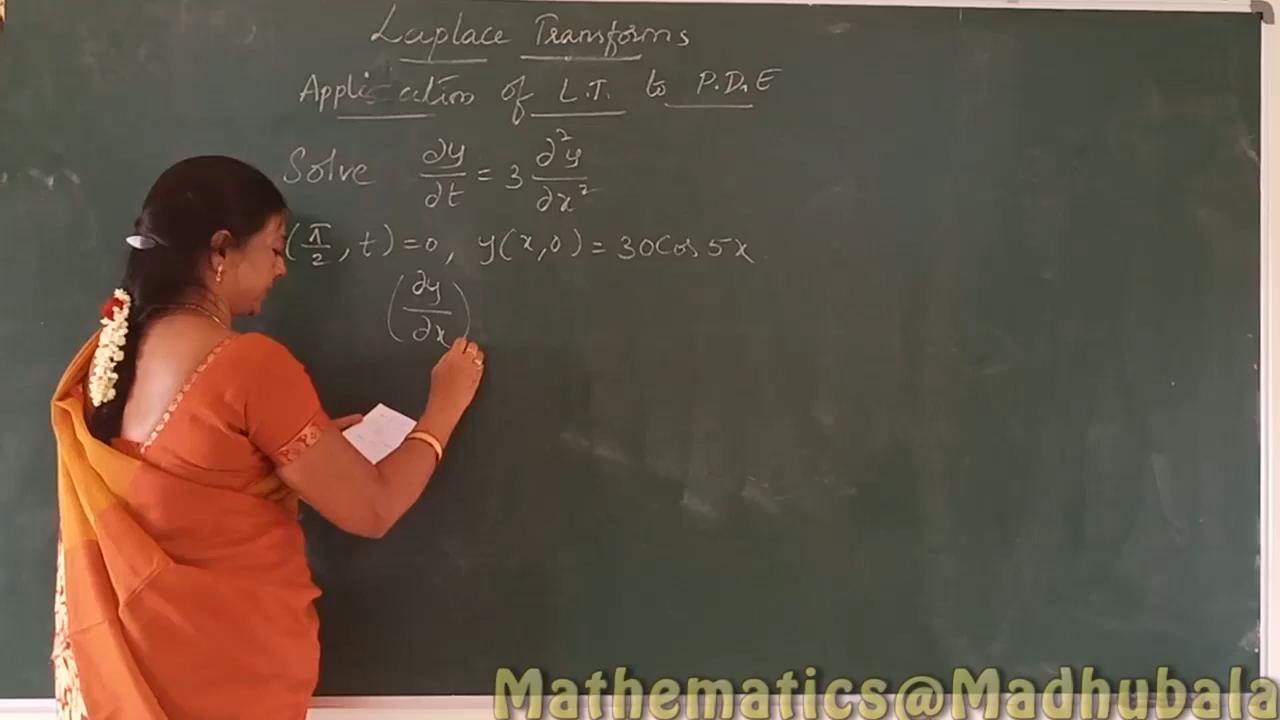 Laplace Transforms
Application of L.T. to P.D.E
Solve ∂y/∂t = 3 ∂²y/∂x²
(π/2, t) = 0, y(x,0) = 30 Cos 5x
(∂y/∂x)
Mathematics@Madhubala